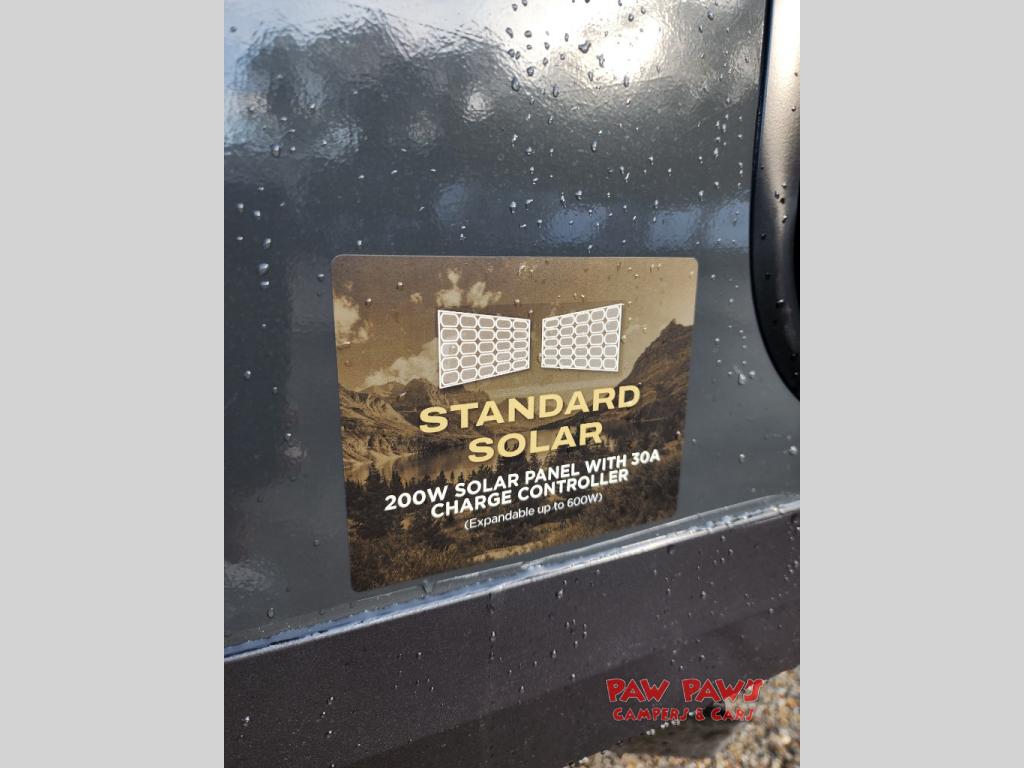 STANDARD
SOLAR
200W SOLAR PANEL WITH 30A
CHARGE CONTROLLER
(Expandable up to 600W)
PAW PAW'S
CAMPERS & CARS